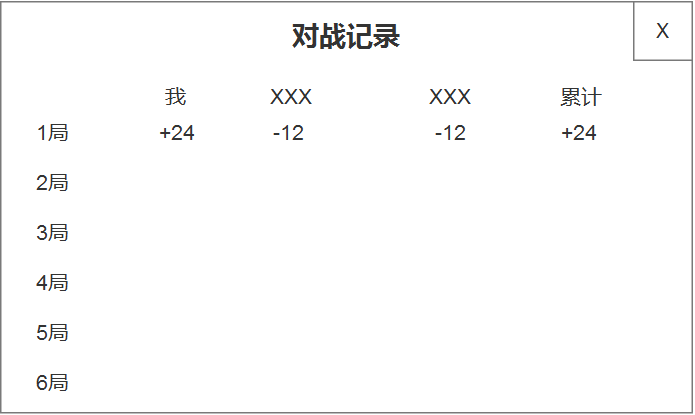 对战记录 X
我 XXX XXX 累计
1局 +24 -12 -12 +24
2局
3局
4局
5局
6局